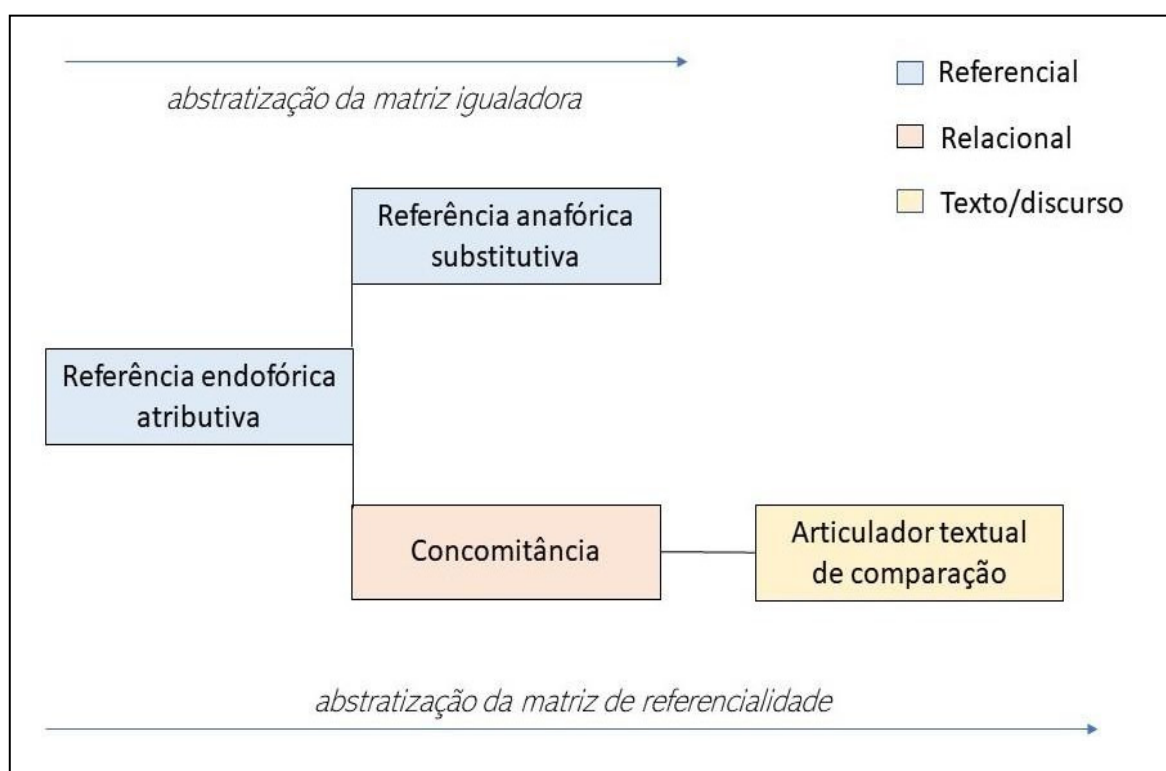 abstratização da matriz igualadora
Referencial
Relacional
Texto/discurso
Referência anafórica
substitutiva
Referência endofórica
atributiva
Concomitância
Articulador textual
de comparação
abstratização da matriz de referencialidade